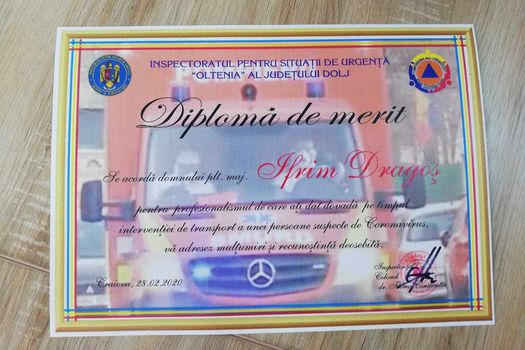 INSPECTORATUL PENTRU SITUAȚII DE URGENȚĂ
"OLTENIA" AL JUDEȚULUI DOLJ
Diplomă de merit
Se acordă domnului plt. maj. Ifrim Dragoș
pentru profesionalismul de care ați dat dovadă pe timpul
intervenției de transport a unei persoane suspecte de Coronavirus,
vă adresez mulțumiri și recunoștință deosebită.
Inspector
Colonel
dr. Constantin
Craiova, 28.02.2020